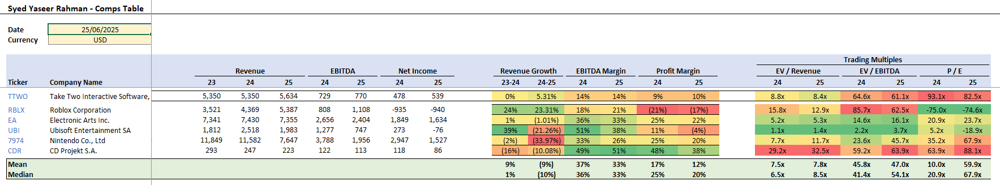 Syed Yaseer Rahman - Comps Table
Date 25/06/2025
Currency USD
Trading Multiples
Revenue EBITDA Net Income Revenue Growth EBITDA Margin Profit Margin EV / Revenue EV / EBITDA P / E
Ticker Company Name 23 24 25 24 25 24 25 23-24 24-25 24 25 24 25 24 25 24 25 24 25
TTWO Take Two Interactive Software, 5,350 5,350 5,634 729 770 478 539 0% 5.31% 14% 14% 9% 10% 8.8x 8.4x 64.6x 61.1x 93.1x 82.5x
RBLX Roblox Corporation 3,521 4,369 5,387 808 1,108 -935 -940 24% 23.31% 18% 21% (21%) (17%) 15.8x 12.9x 85.7x 62.5x -75.0x -74.6x
EA Electronic Arts Inc. 7,341 7,430 7,355 2,656 2,404 1,849 1,634 1% (1.01%) 36% 33% 25% 22% 5.2x 5.3x 14.6x 16.1x 20.9x 23.7x
UBI Ubisoft Entertainment SA 1,812 2,518 1,983 1,277 747 273 -76 39% (21.26%) 51% 38% 11% (4%) 1.1x 1.4x 2.2x 3.7x 5.2x -18.9x
7974 Nintendo Co., Ltd 11,849 11,582 7,647 3,788 1,956 2,947 1,527 (2%) (33.97%) 33% 26% 25% 20% 7.7x 11.7x 23.6x 45.7x 35.2x 67.9x
CDR CD Projekt S.A. 293 247 223 122 113 118 86 (16%) (10.08%) 49% 51% 48% 38% 29.2x 32.5x 59.2x 63.9x 63.9x 88.1x
Mean 9% (9%) 37% 33% 17% 12% 7.5x 7.8x 45.8x 47.0x 10.0x 59.9x
Median 1% (10%) 36% 33% 25% 20% 6.5x 8.5x 41.4x 54.1x 20.9x 67.9x